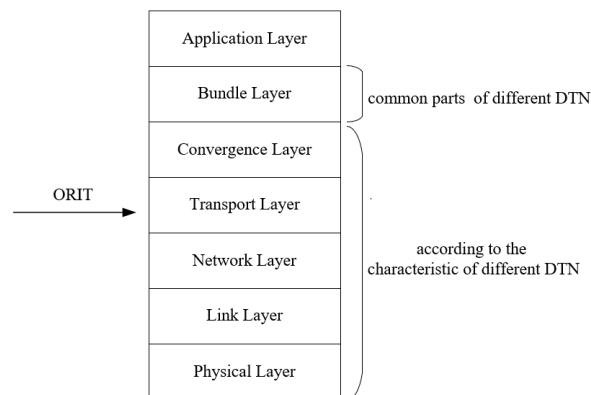 Application Layer
Bundle Layer
common parts of different DTN
Convergence Layer
ORIT
Transport Layer
Network Layer
according to the
characteristic of different DTN
Link Layer
Physical Layer